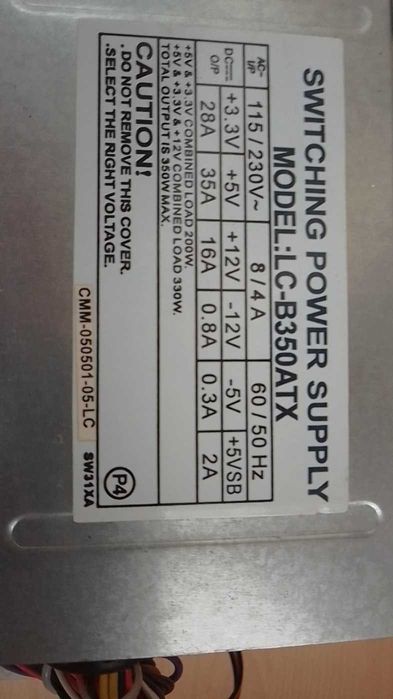 SWITCHING POWER SUPPLY
MODEL:LC-B350ATX
AC~ I/P 115/230V~ 8/4A 60/50Hz
DC⎓ +3.3V +5V +12V -12V -5V +5VSB
O/P 28A 35A 16A 0.8A 0.3A 2A
+5V &+3.3V COMBINED LOAD 200W.
+5V &+3.3V &+12V COMBINED LOAD 330W.
TOTAL OUTPUT IS 350W MAX.
CAUTION!
.DO NOT REMOVE THIS COVER.
.SELECT THE RIGHT VOLTAGE.
P4
CMM-050501-05-LC
SW31XA